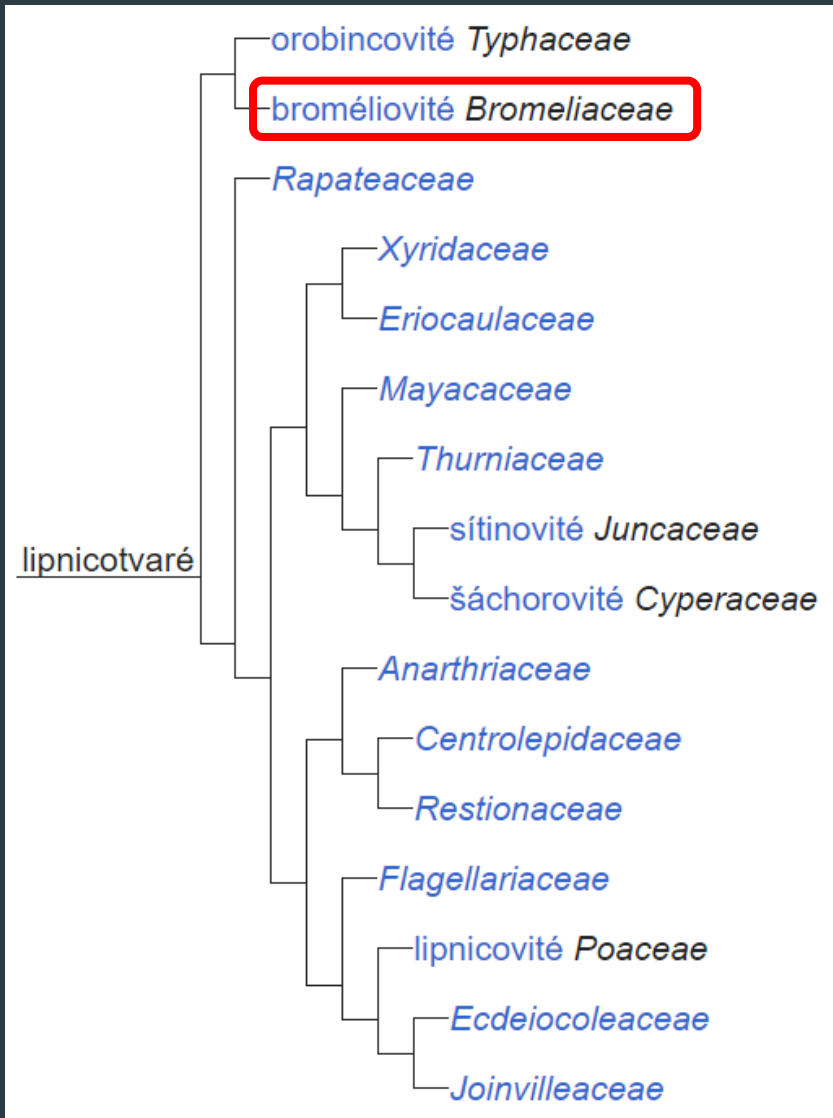 orobincovité Typhaceae
broméliovité Bromeliaceae
Rapateaceae
Xyridaceae
Eriocaulaceae
Mayacaceae
Thurniaceae
sítinovité Juncaceae
lipnicotvaré
šáchorovité Cyperaceae
Anarthriaceae
Centrolepidaceae
Restionaceae
Flagellariaceae
lipnicovité Poaceae
Ecdeiocoleaceae
Joinvilleaceae